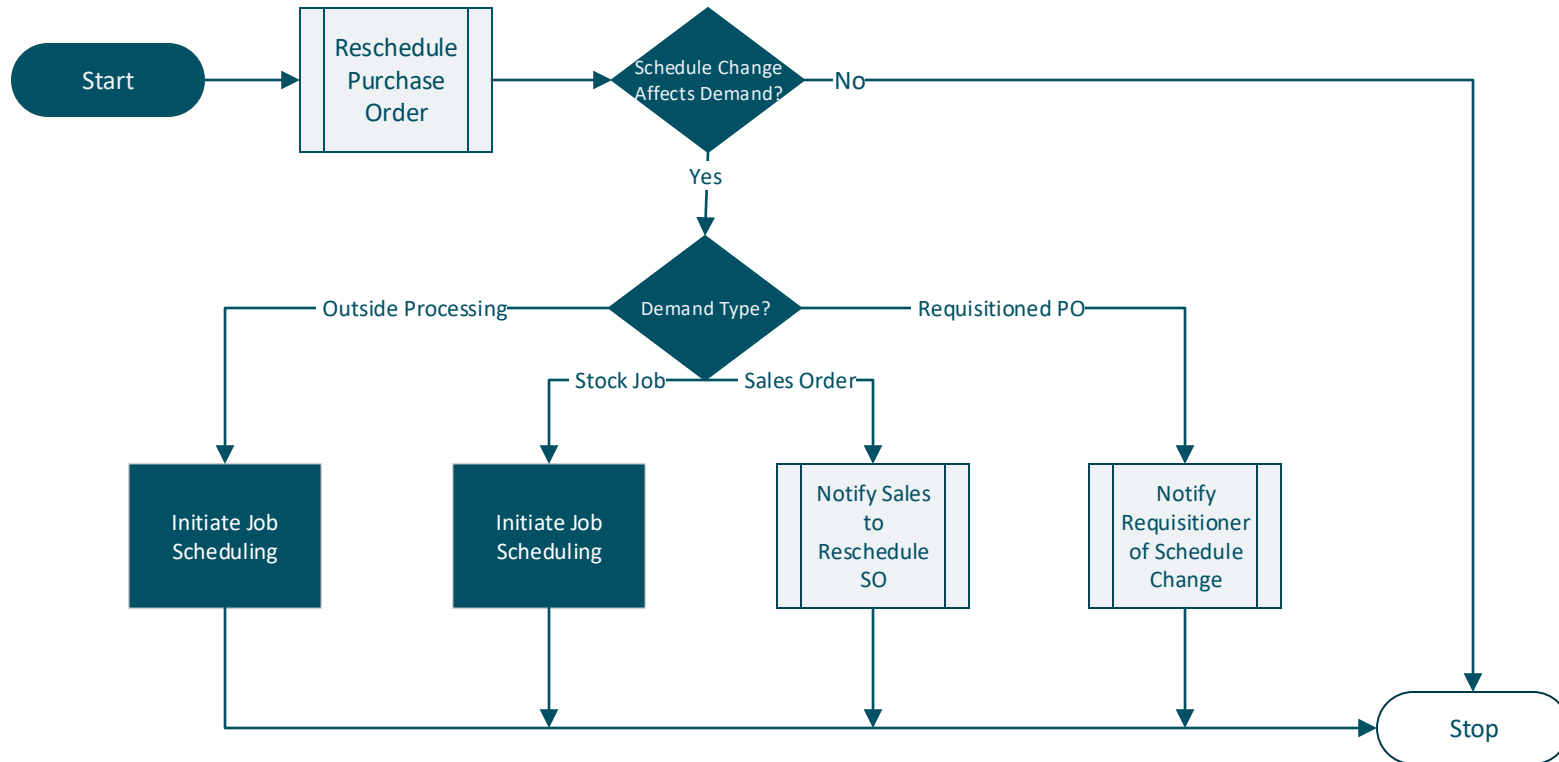 Start
Reschedule
Purchase
Order
Schedule Change
Affects Demand?
No
Yes
Outside Processing
Demand Type?
Requisitioned PO
Stock Job
Sales Order
Initiate Job
Scheduling
Initiate Job
Scheduling
Notify Sales
to
Reschedule
SO
Notify
Requisitioner
of Schedule
Change
Stop